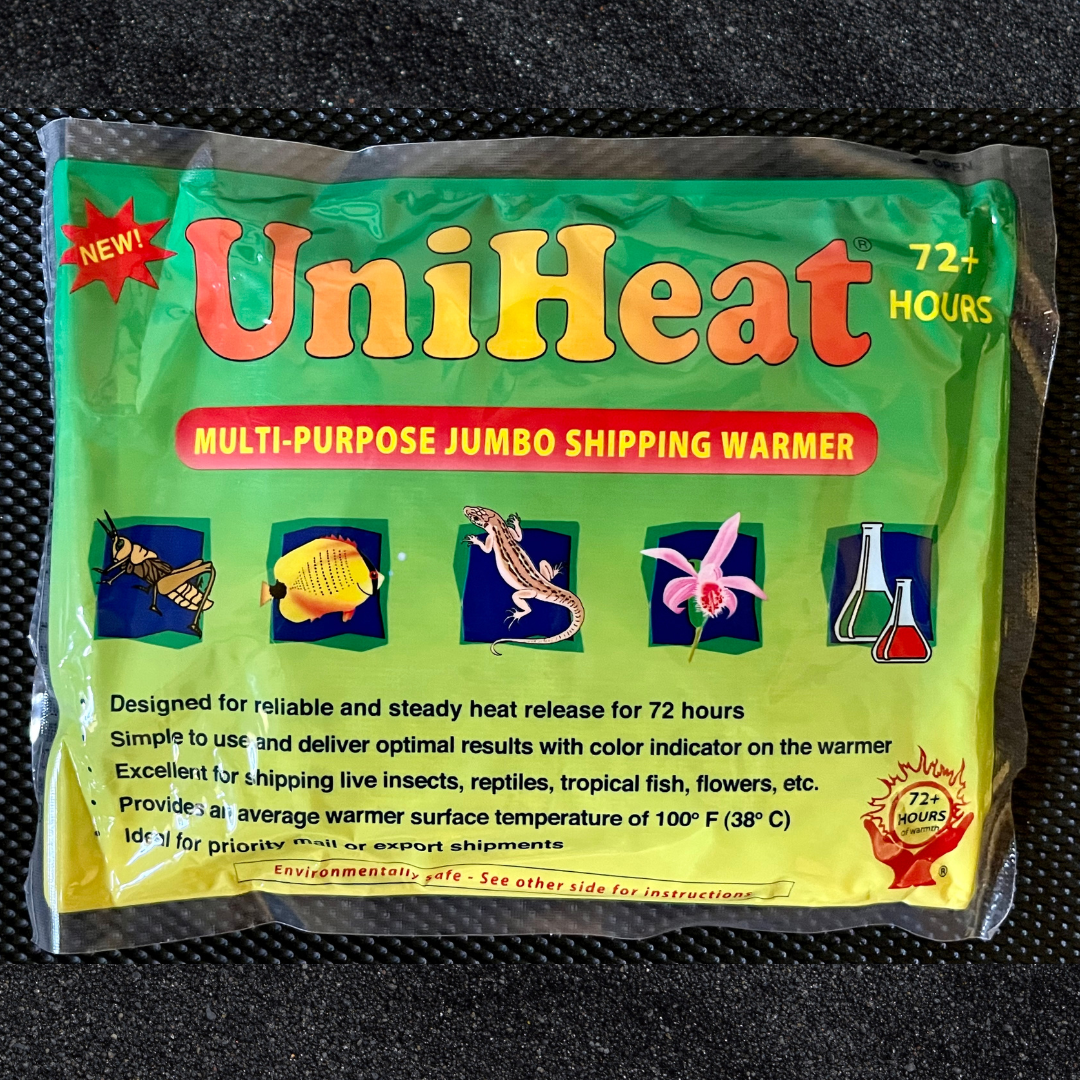 OPEN
NEW!
UniHeat®
72+
HOURS
MULTI-PURPOSE JUMBO SHIPPING WARMER
• Designed for reliable and steady heat release for 72 hours
• Simple to use and deliver optimal results with color indicator on the warmer
• Excellent for shipping live insects, reptiles, tropical fish, flowers, etc.
• Provides an average warmer surface temperature of 100º F (38º C)
• Ideal for priority mail or export shipments
72+
HOURS
of warmth
®
Environmentally safe - See other side for instructions